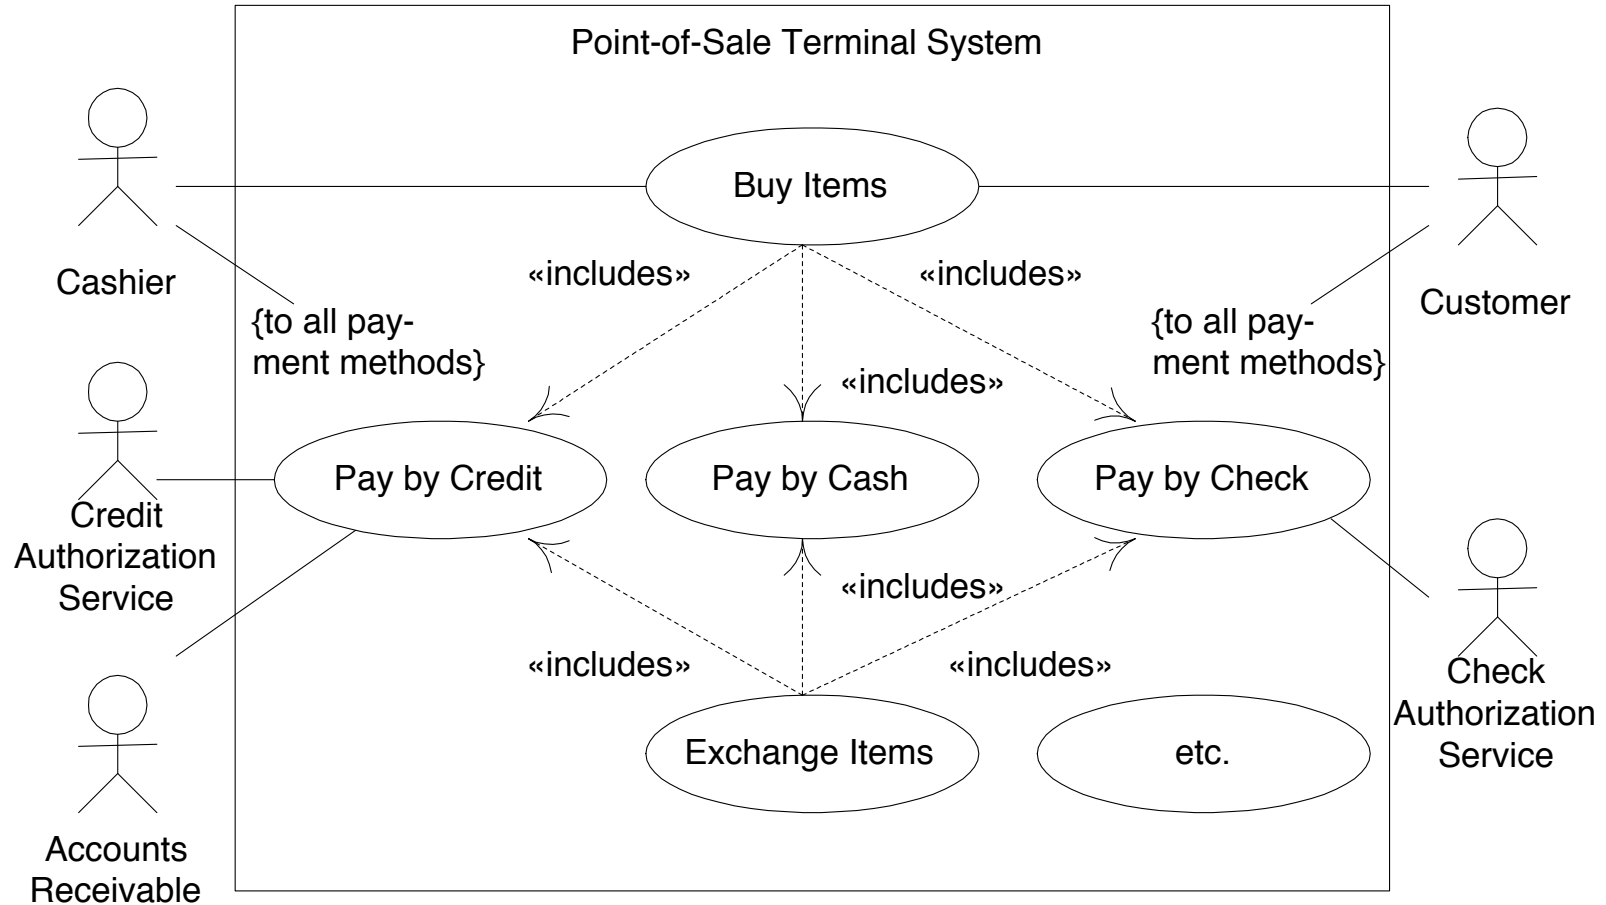 Point-of-Sale Terminal System
Buy Items
Cashier
«includes»
«includes»
Customer
{to all pay-
ment methods}
{to all pay-
ment methods}
«includes»
Pay by Credit
Pay by Cash
Pay by Check
Credit
Authorization
Service
«includes»
«includes»
«includes»
Check
Authorization
Service
Exchange Items
etc.
Accounts
Receivable